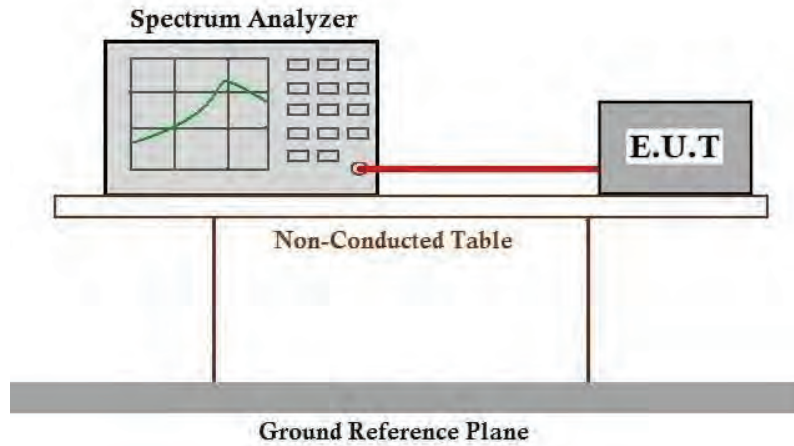 Spectrum Analyzer
E.U.T
Non-Conducted Table
Ground Reference Plane